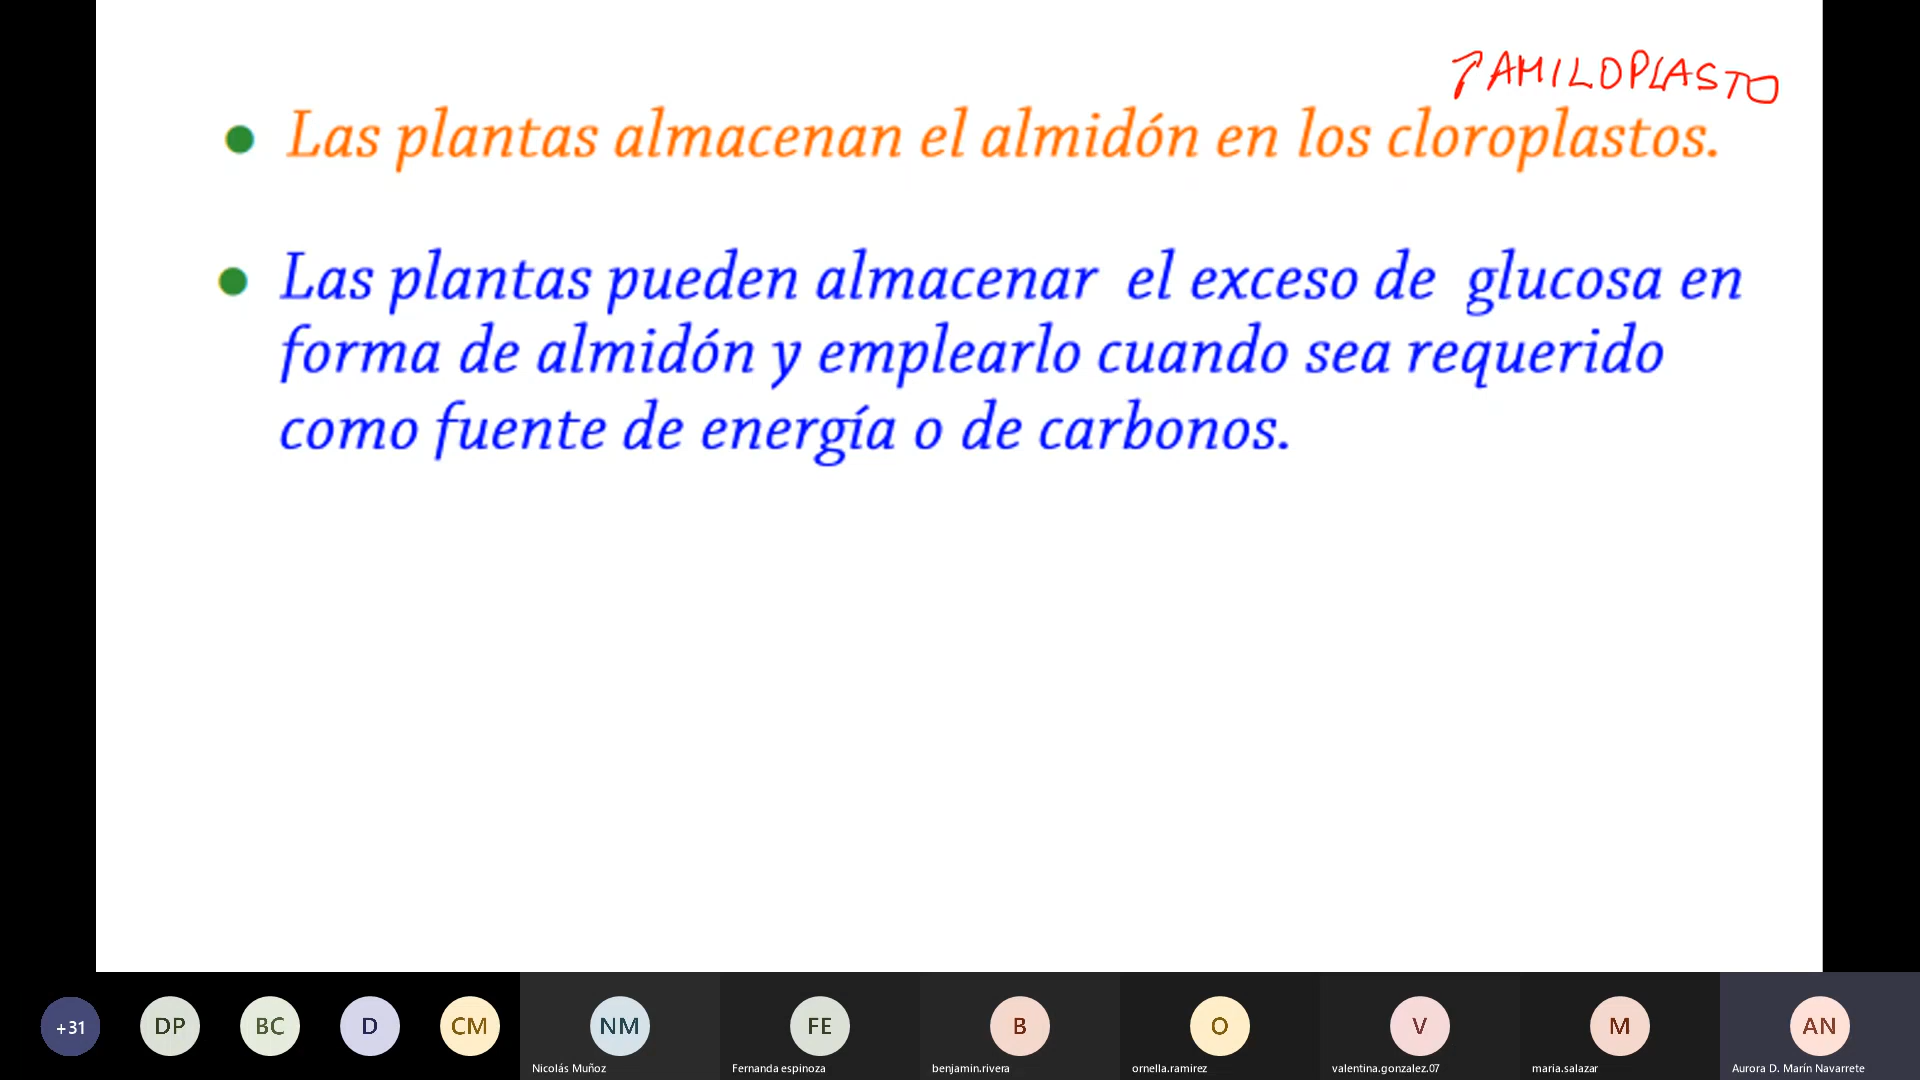 ↗AMILOPLASTO
• Las plantas almacenan el almidón en los cloroplastos.
• Las plantas pueden almacenar el exceso de glucosa en
forma de almidón y emplearlo cuando sea requerido
como fuente de energía o de carbonos.
+31 DP BC D CM NM FE B O V M AN
Nicolás Muñoz Fernanda espinoza benjamin.rivera ornella.ramirez valentina.gonzalez.07 maria.salazar Aurora D. Marín Navarrete